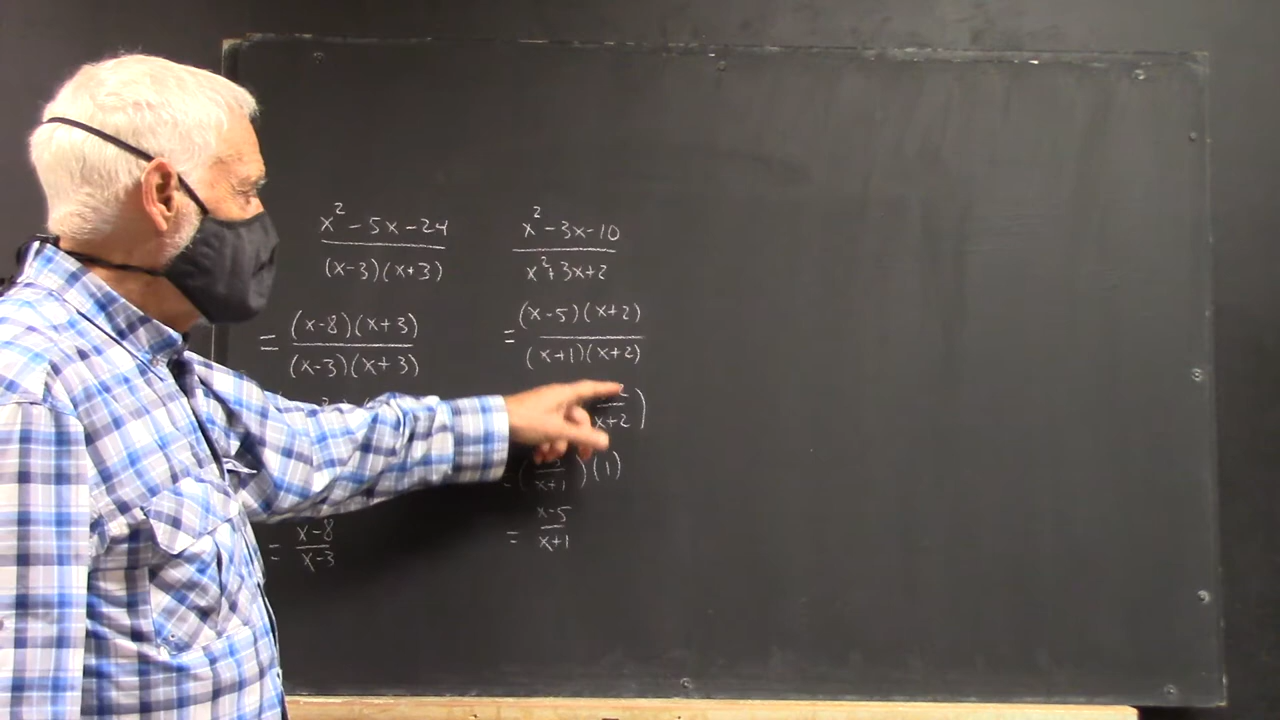 x² - 5x - 24
(x-3)(x+3)
= (x-8)(x+3)
(x-3)(x+3)
= x-8
x-3
x² - 3x - 10
x² + 3x + 2
= (x-5)(x+2)
(x+1)(x+2)
x+2 )
(
x+1 )(1)
= x-5
x+1